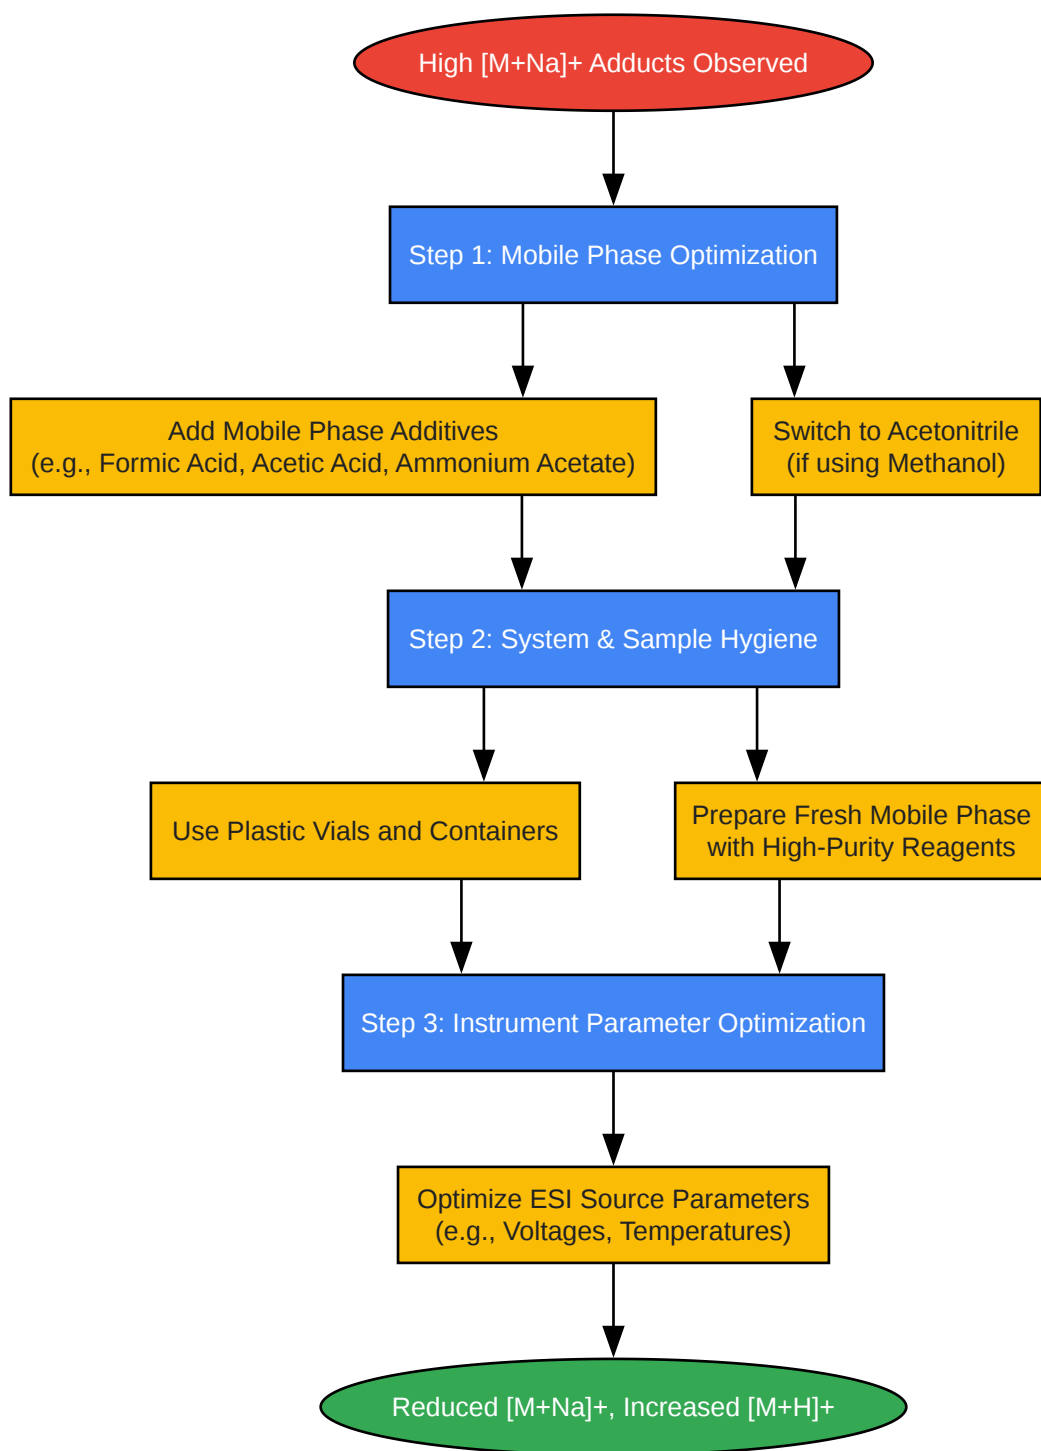 High [M+Na]+ Adducts Observed
Step 1: Mobile Phase Optimization
Add Mobile Phase Additives
(e.g., Formic Acid, Acetic Acid, Ammonium Acetate)
Switch to Acetonitrile
(if using Methanol)
Step 2: System & Sample Hygiene
Use Plastic Vials and Containers
Prepare Fresh Mobile Phase
with High-Purity Reagents
Step 3: Instrument Parameter Optimization
Optimize ESI Source Parameters
(e.g., Voltages, Temperatures)
Reduced [M+Na]+, Increased [M+H]+